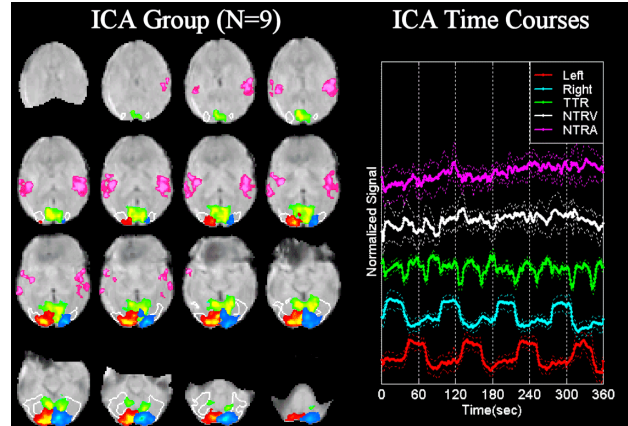 ICA Group (N=9)
ICA Time Courses
Left
Right
TTR
NTRV
NTRA
Normalized Signal
0 60 120 180 240 300 360
Time(sec)